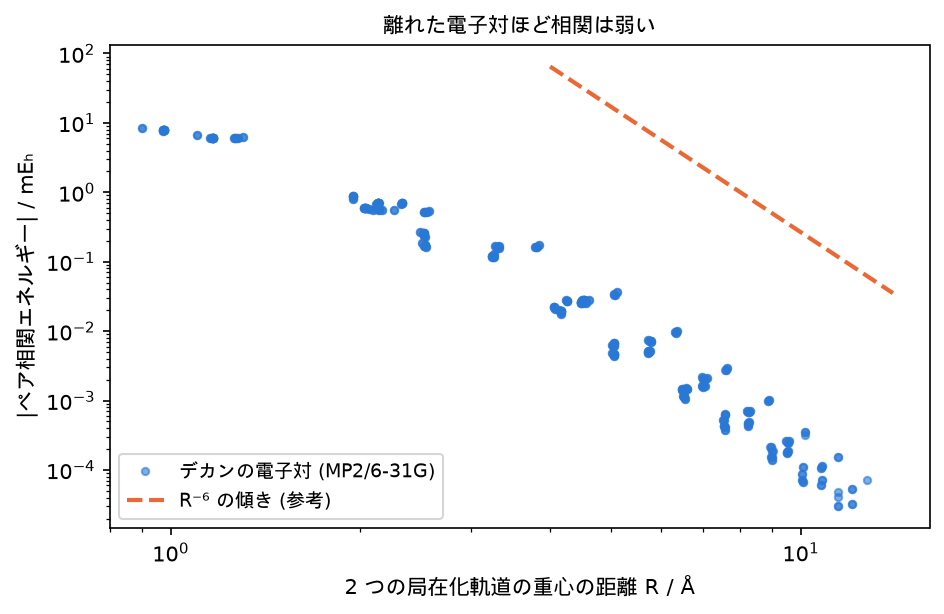 離れた電子対ほど相関は弱い
|ペア相関エネルギー| / mEₕ
10²
10¹
10⁰
10⁻¹
10⁻²
10⁻³
10⁻⁴
デカンの電子対 (MP2/6-31G)
R⁻⁶ の傾き (参考)
10⁰
10¹
2 つの局在化軌道の重心の距離 R / Å